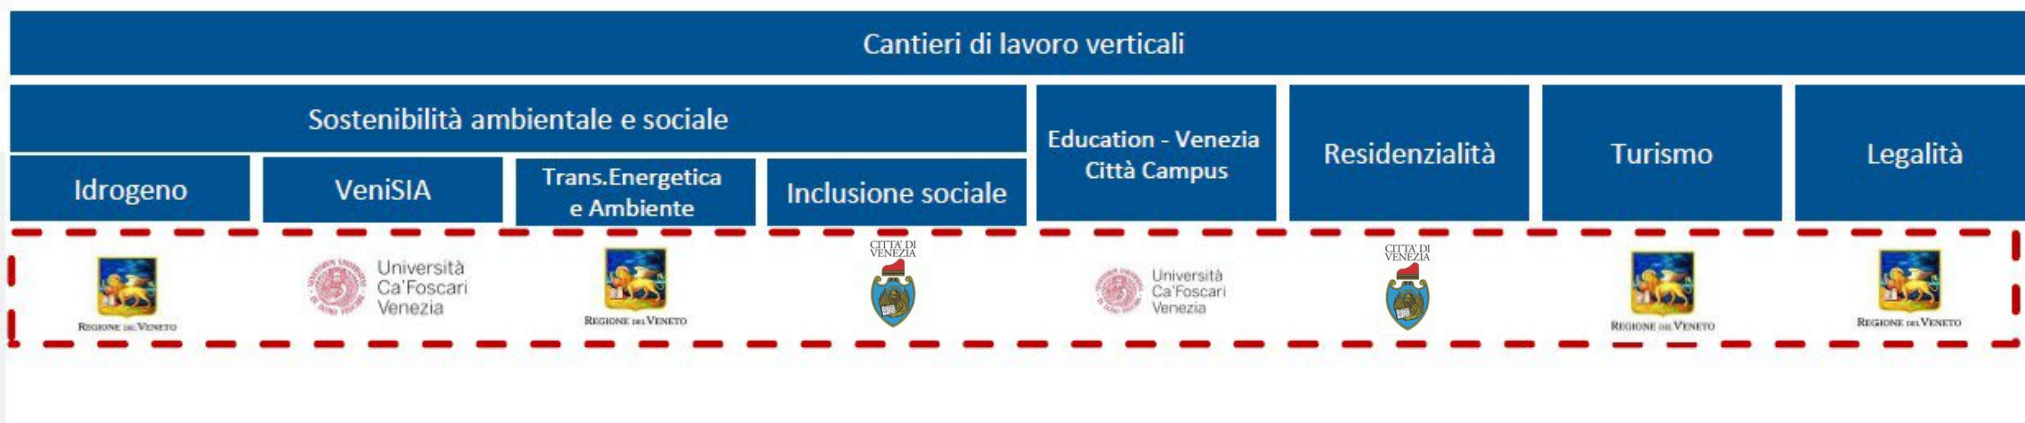 Cantieri di lavoro verticali
Sostenibilità ambientale e sociale
Education - Venezia
Città Campus
Residenzialità
Turismo
Legalità
Idrogeno
VeniSIA
Trans.Energetica
e Ambiente
Inclusione sociale
REGIONE DEL VENETO
Università
Ca'Foscari
Venezia
REGIONE DEL VENETO
CITTA' DI
VENEZIA
Università
Ca'Foscari
Venezia
CITTA' DI
VENEZIA
REGIONE DEL VENETO
REGIONE DEL VENETO